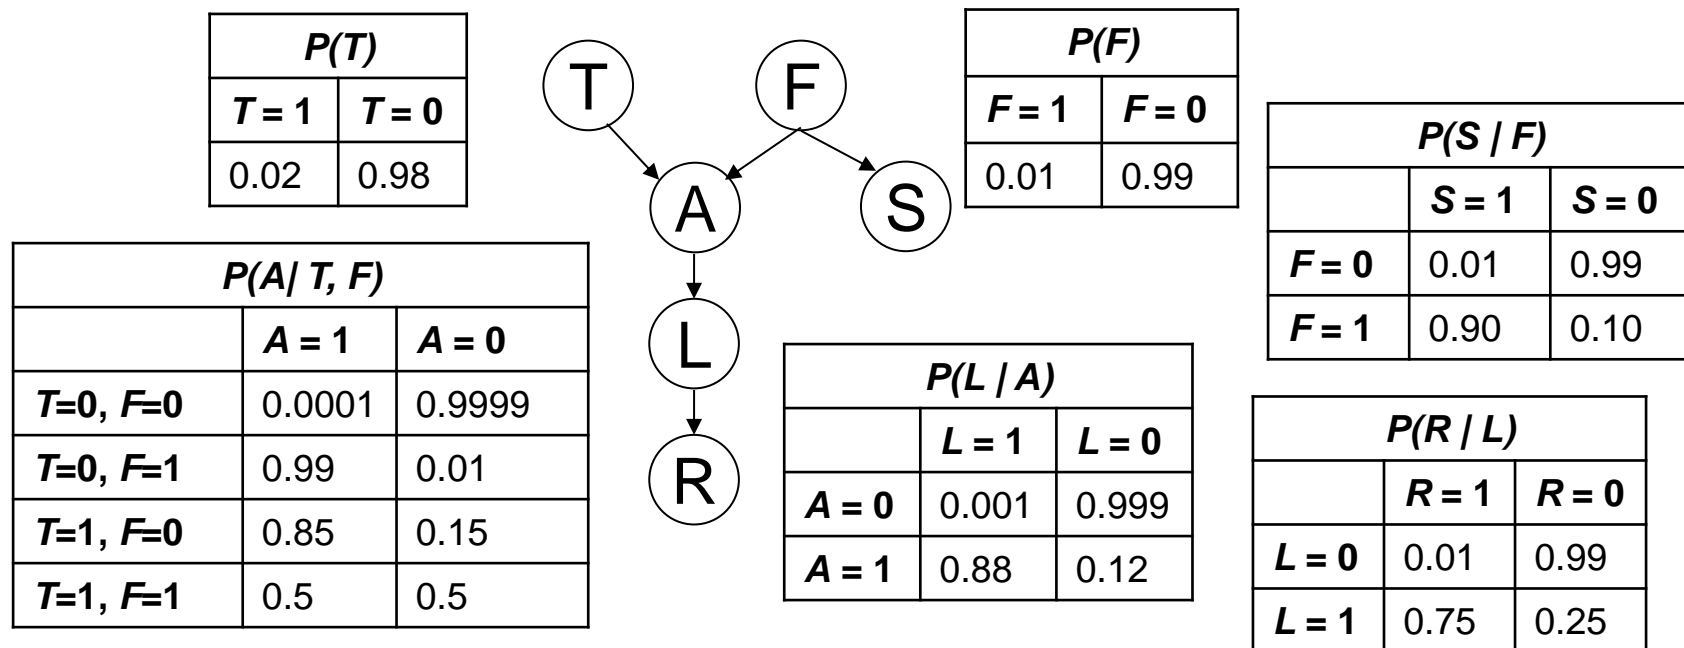 P(T)
T = 1 T = 0
0.02 0.98
T
F
A
S
L
R
P(F)
F = 1 F = 0
0.01 0.99
P(S | F)
S = 1 S = 0
F = 0 0.01 0.99
F = 1 0.90 0.10
P(A| T, F)
A = 1 A = 0
T=0, F=0 0.0001 0.9999
T=0, F=1 0.99 0.01
T=1, F=0 0.85 0.15
T=1, F=1 0.5 0.5
P(L | A)
L = 1 L = 0
A = 0 0.001 0.999
A = 1 0.88 0.12
P(R | L)
R = 1 R = 0
L = 0 0.01 0.99
L = 1 0.75 0.25